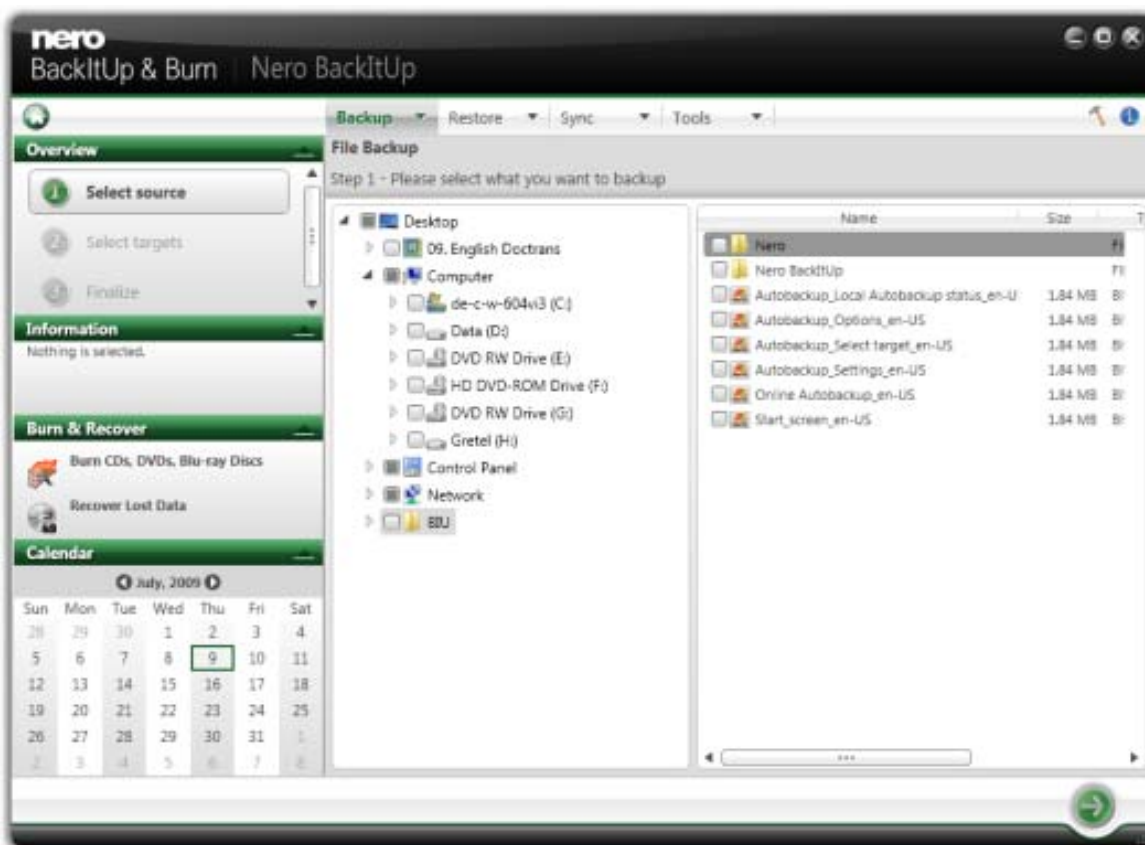 nero
BackItUp & Burn | Nero BackItUp
Backup Restore Sync Tools
Overview
Select source
Select targets
Finalize
Information
Nothing is selected.
Burn & Recover
Burn CDs, DVDs, Blu-ray Discs
Recover Lost Data
Calendar
July, 2009
Sun Mon Tue Wed Thu Fri Sat
28 29 30 1 2 3 4
5 6 7 8 9 10 11
12 13 14 15 16 17 18
19 20 21 22 23 24 25
26 27 28 29 30 31 1
2 3 4 5 6 7 8
File Backup
Step 1 - Please select what you want to backup
Desktop
09. English Doctrans
Computer
de-c-w-604vi3 (C:)
Data (D:)
DVD RW Drive (E:)
HD DVD-ROM Drive (F:)
DVD RW Drive (G:)
Gretel (H:)
Control Panel
Network
BIU
Name Size T
Nero Fi
Nero BackItUp Fi
Autobackup_Local Autobackup status_en-U 1.84 MB BI
Autobackup_Options_en-US 1.84 MB BI
Autobackup_Select target_en-US 1.84 MB BI
Autobackup_Settings_en-US 1.84 MB BI
Online Autobackup_en-US 1.84 MB BI
Start_screen_en-US 1.84 MB BI